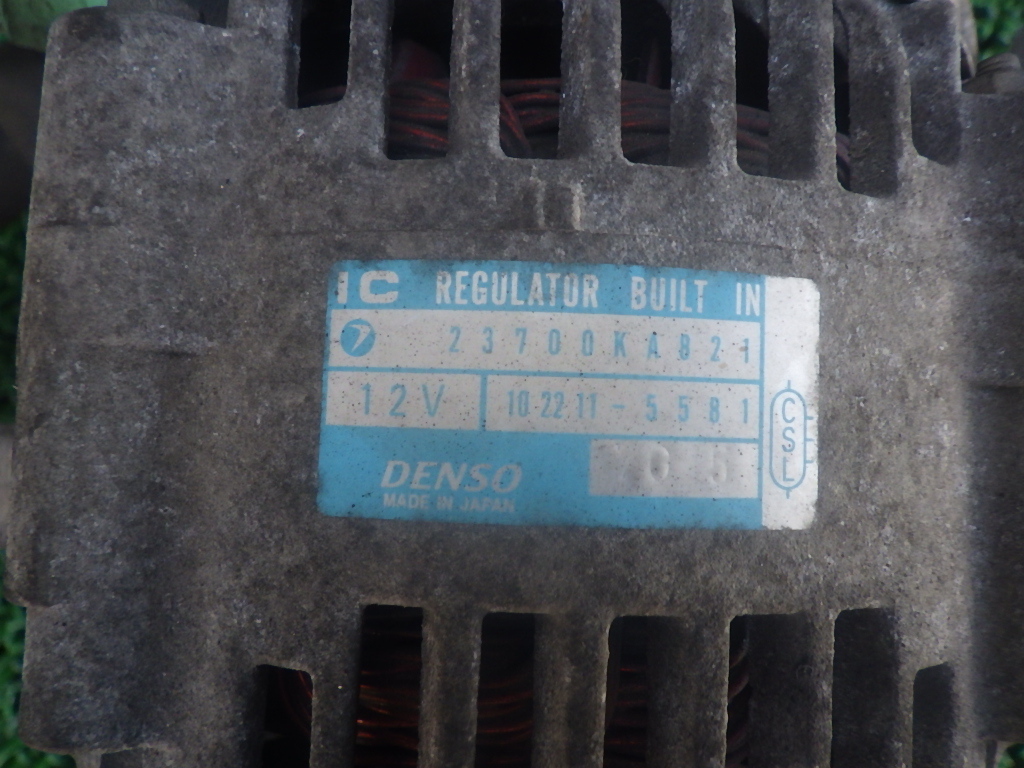 IC REGULATOR BUILT IN
23700KA821
12V 102211-5581
DENSO
MADE IN JAPAN
CSL